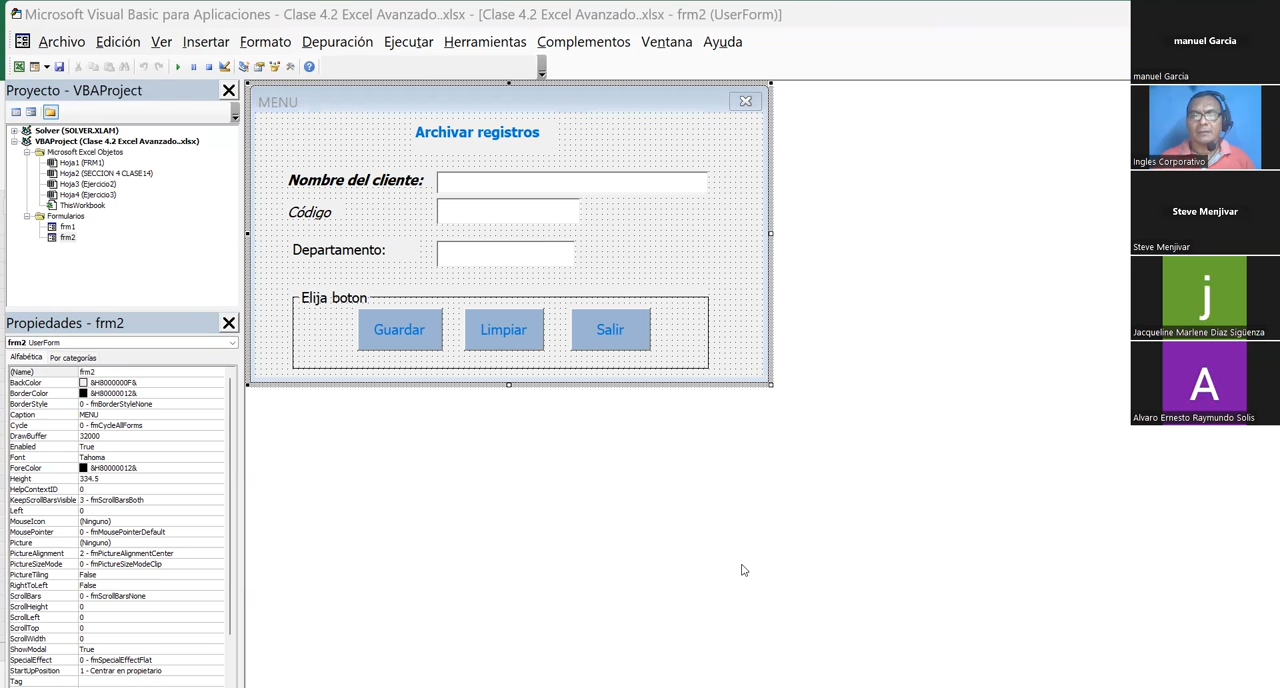 Microsoft Visual Basic para Aplicaciones - Clase 4.2 Excel Avanzado..xlsx - [Clase 4.2 Excel Avanzado..xlsx - frm2 (UserForm)]
Archivo Edición Ver Insertar Formato Depuración Ejecutar Herramientas Complementos Ventana Ayuda
Proyecto - VBAProject
Solver (SOLVER.XLAM)
VBAProject (Clase 4.2 Excel Avanzado..xlsx)
Microsoft Excel Objetos
Hoja1 (FRM1)
Hoja2 (SECCION 4 CLASE14)
Hoja3 (Ejercicio2)
Hoja4 (Ejercicio3)
ThisWorkbook
Formularios
frm1
frm2
Propiedades - frm2
frm2 UserForm
Alfabética Por categorías
(Name) frm2
BackColor &H8000000F&
BorderColor &H80000012&
BorderStyle 0 - fmBorderStyleNone
Caption MENU
Cycle 0 - fmCycleAllForms
DrawBuffer 32000
Enabled True
Font Tahoma
ForeColor &H80000012&
Height 334.5
HelpContextID 0
KeepScrollBarsVisible 3 - fmScrollBarsBoth
Left 0
MouseIcon (Ninguno)
MousePointer 0 - fmMousePointerDefault
Picture (Ninguno)
PictureAlignment 2 - fmPictureAlignmentCenter
PictureSizeMode 0 - fmPictureSizeModeClip
PictureTiling False
RightToLeft False
ScrollBars 0 - fmScrollBarsNone
ScrollHeight 0
ScrollLeft 0
ScrollTop 0
ScrollWidth 0
ShowModal True
SpecialEffect 0 - fmSpecialEffectFlat
StartUpPosition 1 - Centrar en propietario
Tag
MENU
Archivar registros
Nombre del cliente:
Código
Departamento:
Elija boton
Guardar Limpiar Salir
manuel Garcia
manuel Garcia
Ingles Corporativo
Steve Menjivar
Steve Menjivar
j
Jacqueline Marlene Diaz Sigüenza
A
Alvaro Ernesto Raymundo Solis